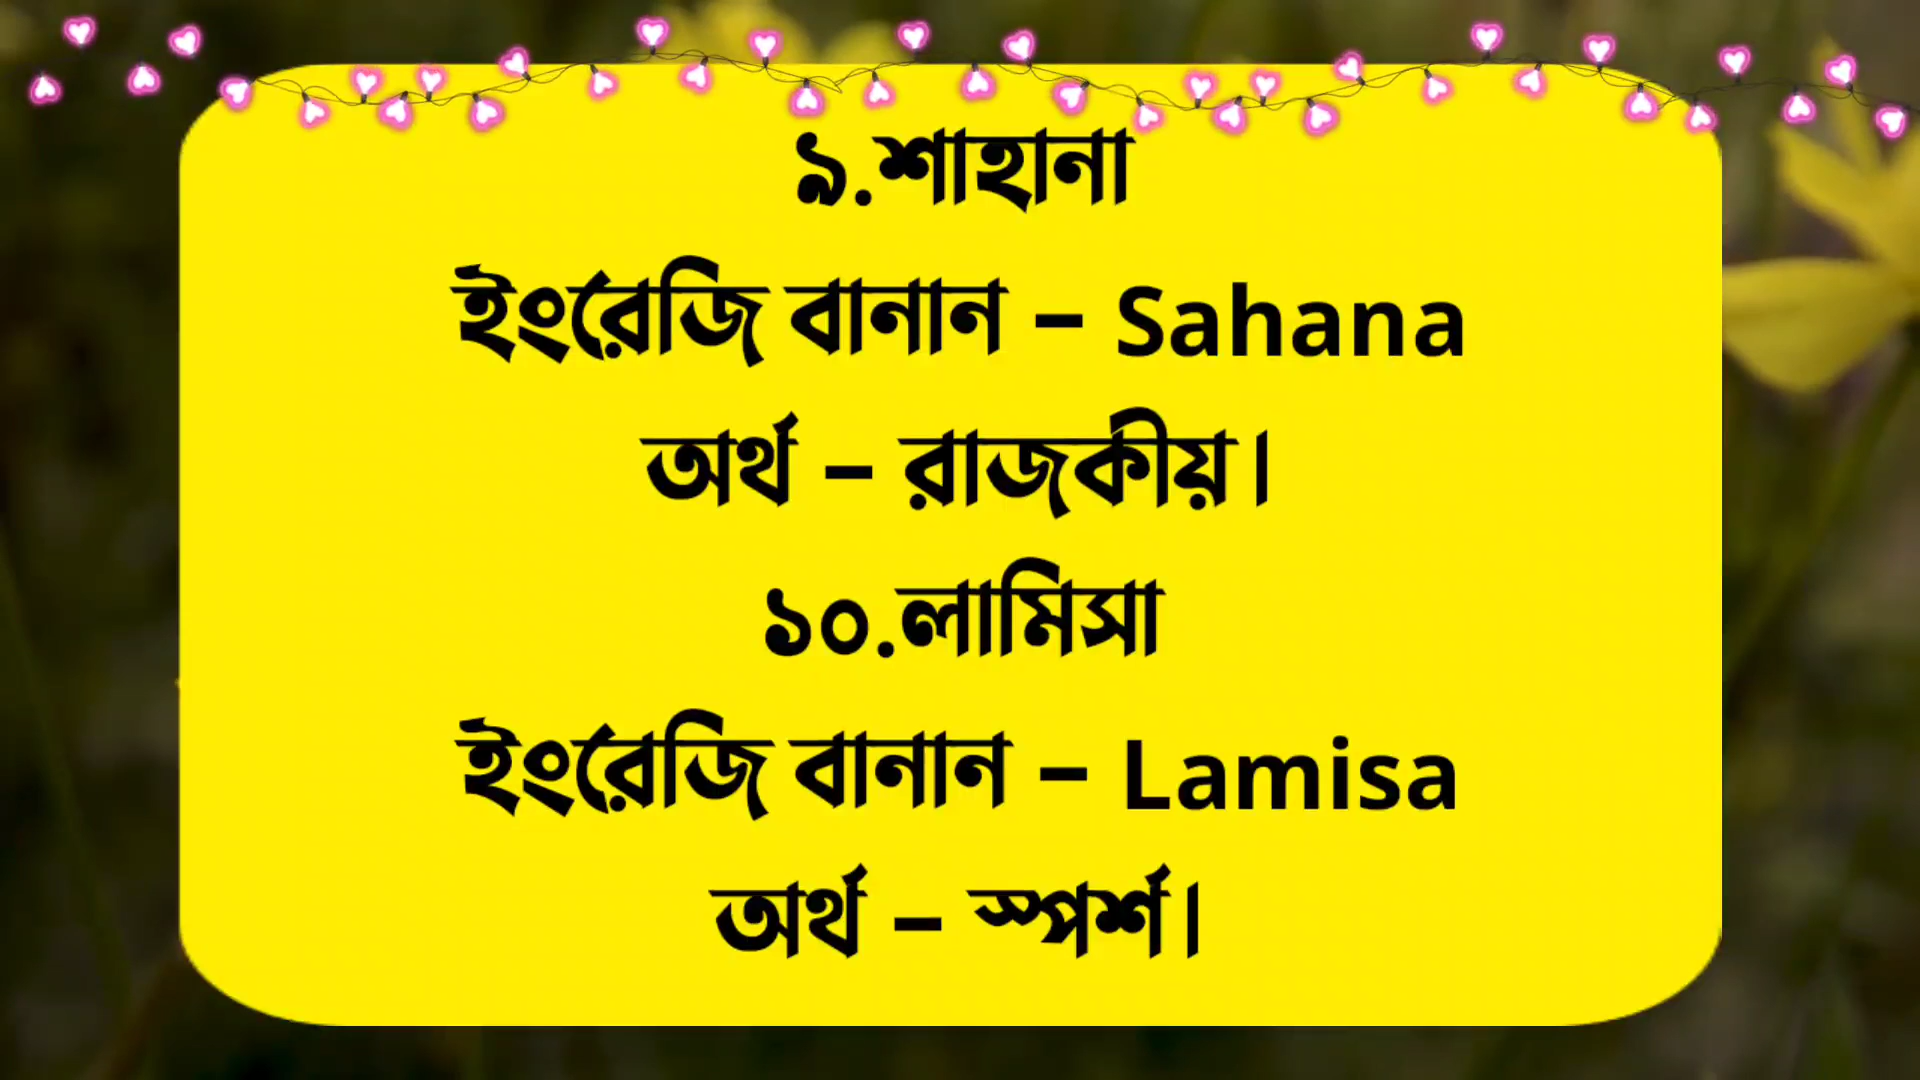 ৯.শাহানা
ইংরেজি বানান – Sahana
অর্থ – রাজকীয়।
১০.লামিসা
ইংরেজি বানান – Lamisa
অর্থ – স্পর্শ।